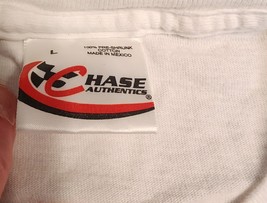 L
100% PRE-SHRUNK
COTTON
MADE IN MEXICO
CHASE
AUTHENTICS®